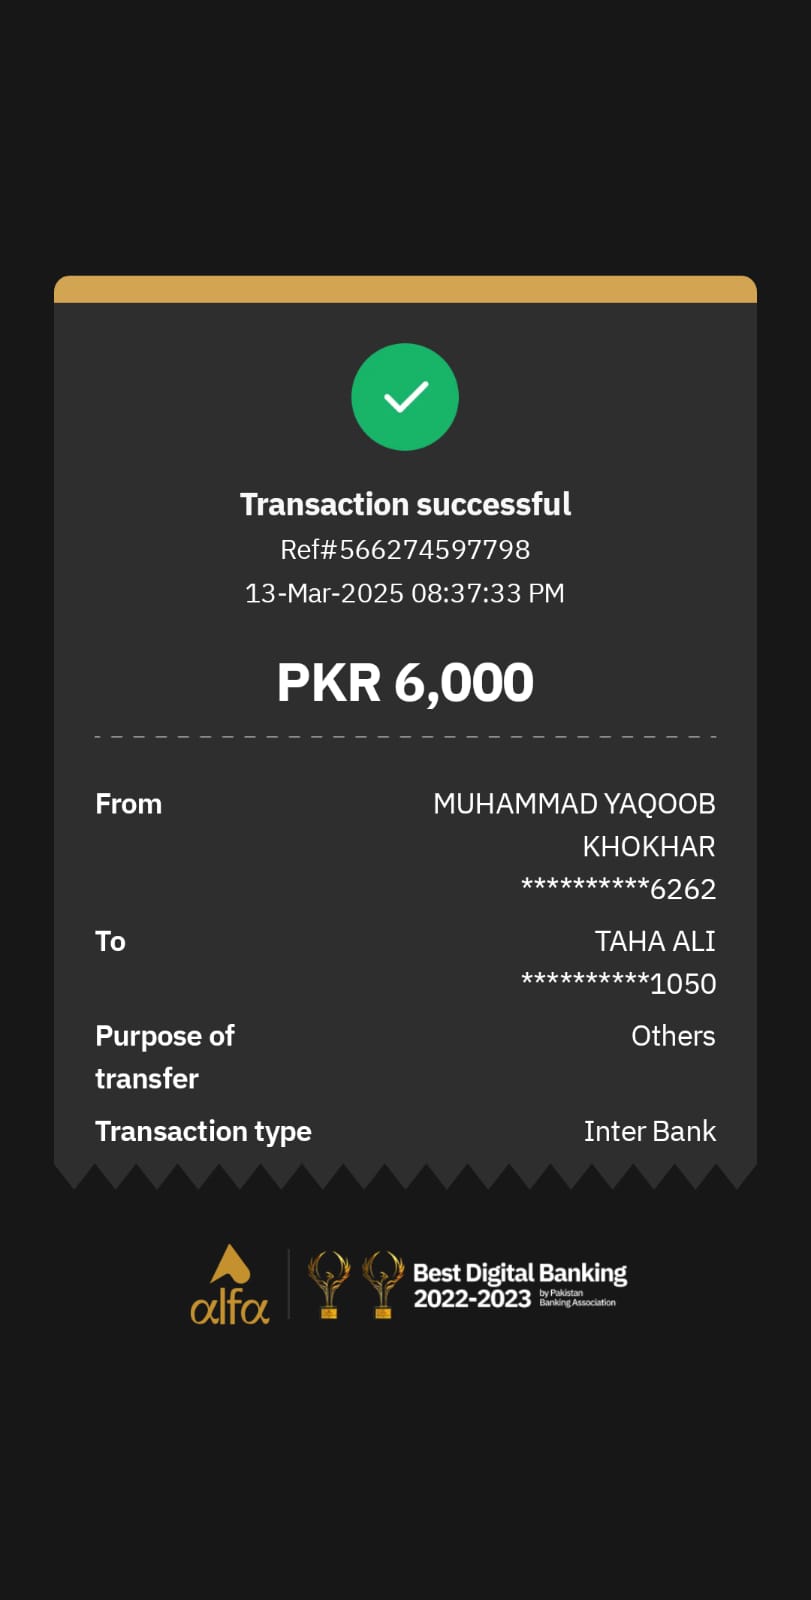 Transaction successful
Ref#566274597798
13-Mar-2025 08:37:33 PM
PKR 6,000
From MUHAMMAD YAQOOB
KHOKHAR
**********6262
To TAHA ALI
**********1050
Purpose of Others
transfer
Transaction type Inter Bank
alfa
Best Digital Banking
2022-2023 by Pakistan
Banking Association